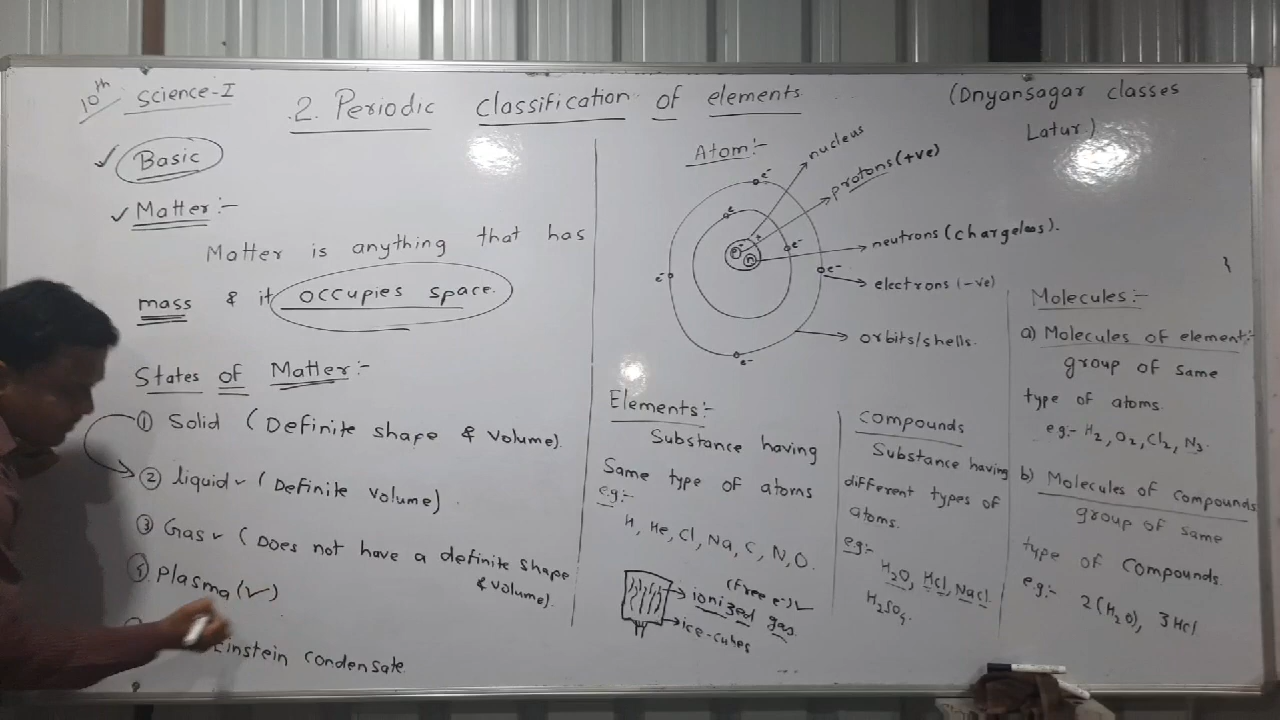 10th Science-I
2. Periodic classification of elements
(Dnyansagar classes
Latur.)
Basic
Matter:-
Matter is anything that has
mass & it occupies space.
States of Matter:-
① Solid (Definite shape & volume).
② liquid (Definite volume).
③ Gas (Does not have a definite shape
& volume).
Plasma (✓)
Einstein condensate
Atom:-
nucleus
protons (+ve)
neutrons (chargeless).
electrons (-ve)
orbits/shells.
e-
e
e-
e-
e-
e-
+
n
Elements:-
Substance having
Same type of atoms
e.g:-
H, He, Cl, Na, C, N, O.
(free e-)
ionized gas
ice-cubes
compounds
Substance having
different types of
atoms.
eg:-
H2O, HCl, NaCl.
H2SO4.
Molecules:-
a) Molecules of element:-
group of same
type of atoms.
eg:- H2, O2, Cl2, N3.
b) Molecules of compounds
group of same
type of compounds.
e.g:- 2(H2O), 3HCl